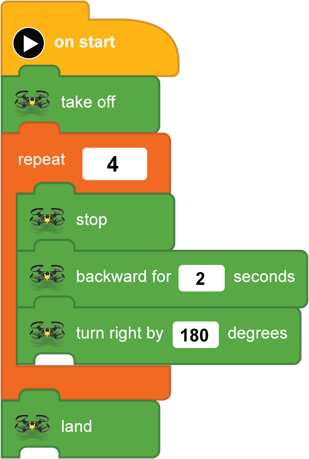 on start
take off
repeat 4
stop
backward for 2 seconds
turn right by 180 degrees
land